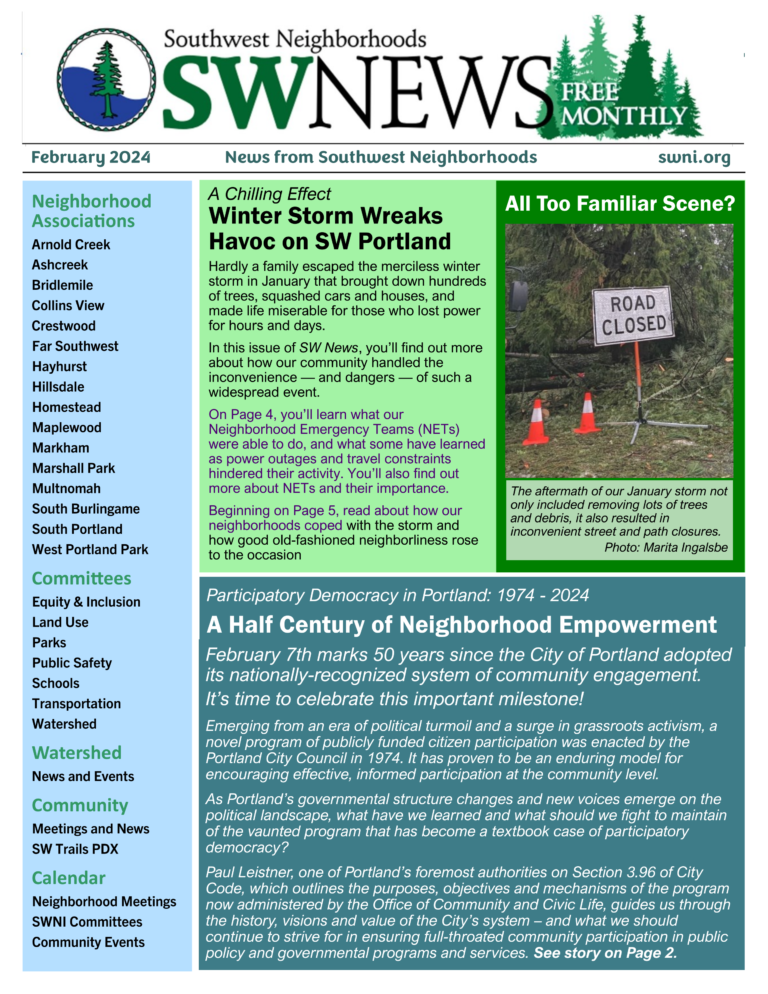 Southwest Neighborhoods
SWNEWS
FREE
MONTHLY
February 2024
News from Southwest Neighborhoods
swni.org
Neighborhood
Associations
Arnold Creek
Ashcreek
Bridlemile
Collins View
Crestwood
Far Southwest
Hayhurst
Hillsdale
Homestead
Maplewood
Markham
Marshall Park
Multnomah
South Burlingame
South Portland
West Portland Park
Committees
Equity & Inclusion
Land Use
Parks
Public Safety
Schools
Transportation
Watershed
Watershed
News and Events
Community
Meetings and News
SW Trails PDX
Calendar
Neighborhood Meetings
SWNI Committees
Community Events
A Chilling Effect
Winter Storm Wreaks
Havoc on SW Portland
Hardly a family escaped the merciless winter
storm in January that brought down hundreds
of trees, squashed cars and houses, and
made life miserable for those who lost power
for hours and days.
In this issue of SW News, you’ll find out more
about how our community handled the
inconvenience — and dangers — of such a
widespread event.
On Page 4, you’ll learn what our
Neighborhood Emergency Teams (NETs)
were able to do, and what some have learned
as power outages and travel constraints
hindered their activity. You’ll also find out
more about NETs and their importance.
Beginning on Page 5, read about how our
neighborhoods coped with the storm and
how good old-fashioned neighborliness rose
to the occasion
All Too Familiar Scene?
ROAD
CLOSED
The aftermath of our January storm not
only included removing lots of trees
and debris, it also resulted in
inconvenient street and path closures.
Photo: Marita Ingalsbe
Participatory Democracy in Portland: 1974 - 2024
A Half Century of Neighborhood Empowerment
February 7th marks 50 years since the City of Portland adopted
its nationally-recognized system of community engagement.
It’s time to celebrate this important milestone!
Emerging from an era of political turmoil and a surge in grassroots activism, a
novel program of publicly funded citizen participation was enacted by the
Portland City Council in 1974. It has proven to be an enduring model for
encouraging effective, informed participation at the community level.
As Portland’s governmental structure changes and new voices emerge on the
political landscape, what have we learned and what should we fight to maintain
of the vaunted program that has become a textbook case of participatory
democracy?
Paul Leistner, one of Portland’s foremost authorities on Section 3.96 of City
Code, which outlines the purposes, objectives and mechanisms of the program
now administered by the Office of Community and Civic Life, guides us through
the history, visions and value of the City’s system – and what we should
continue to strive for in ensuring full-throated community participation in public
policy and governmental programs and services. See story on Page 2.